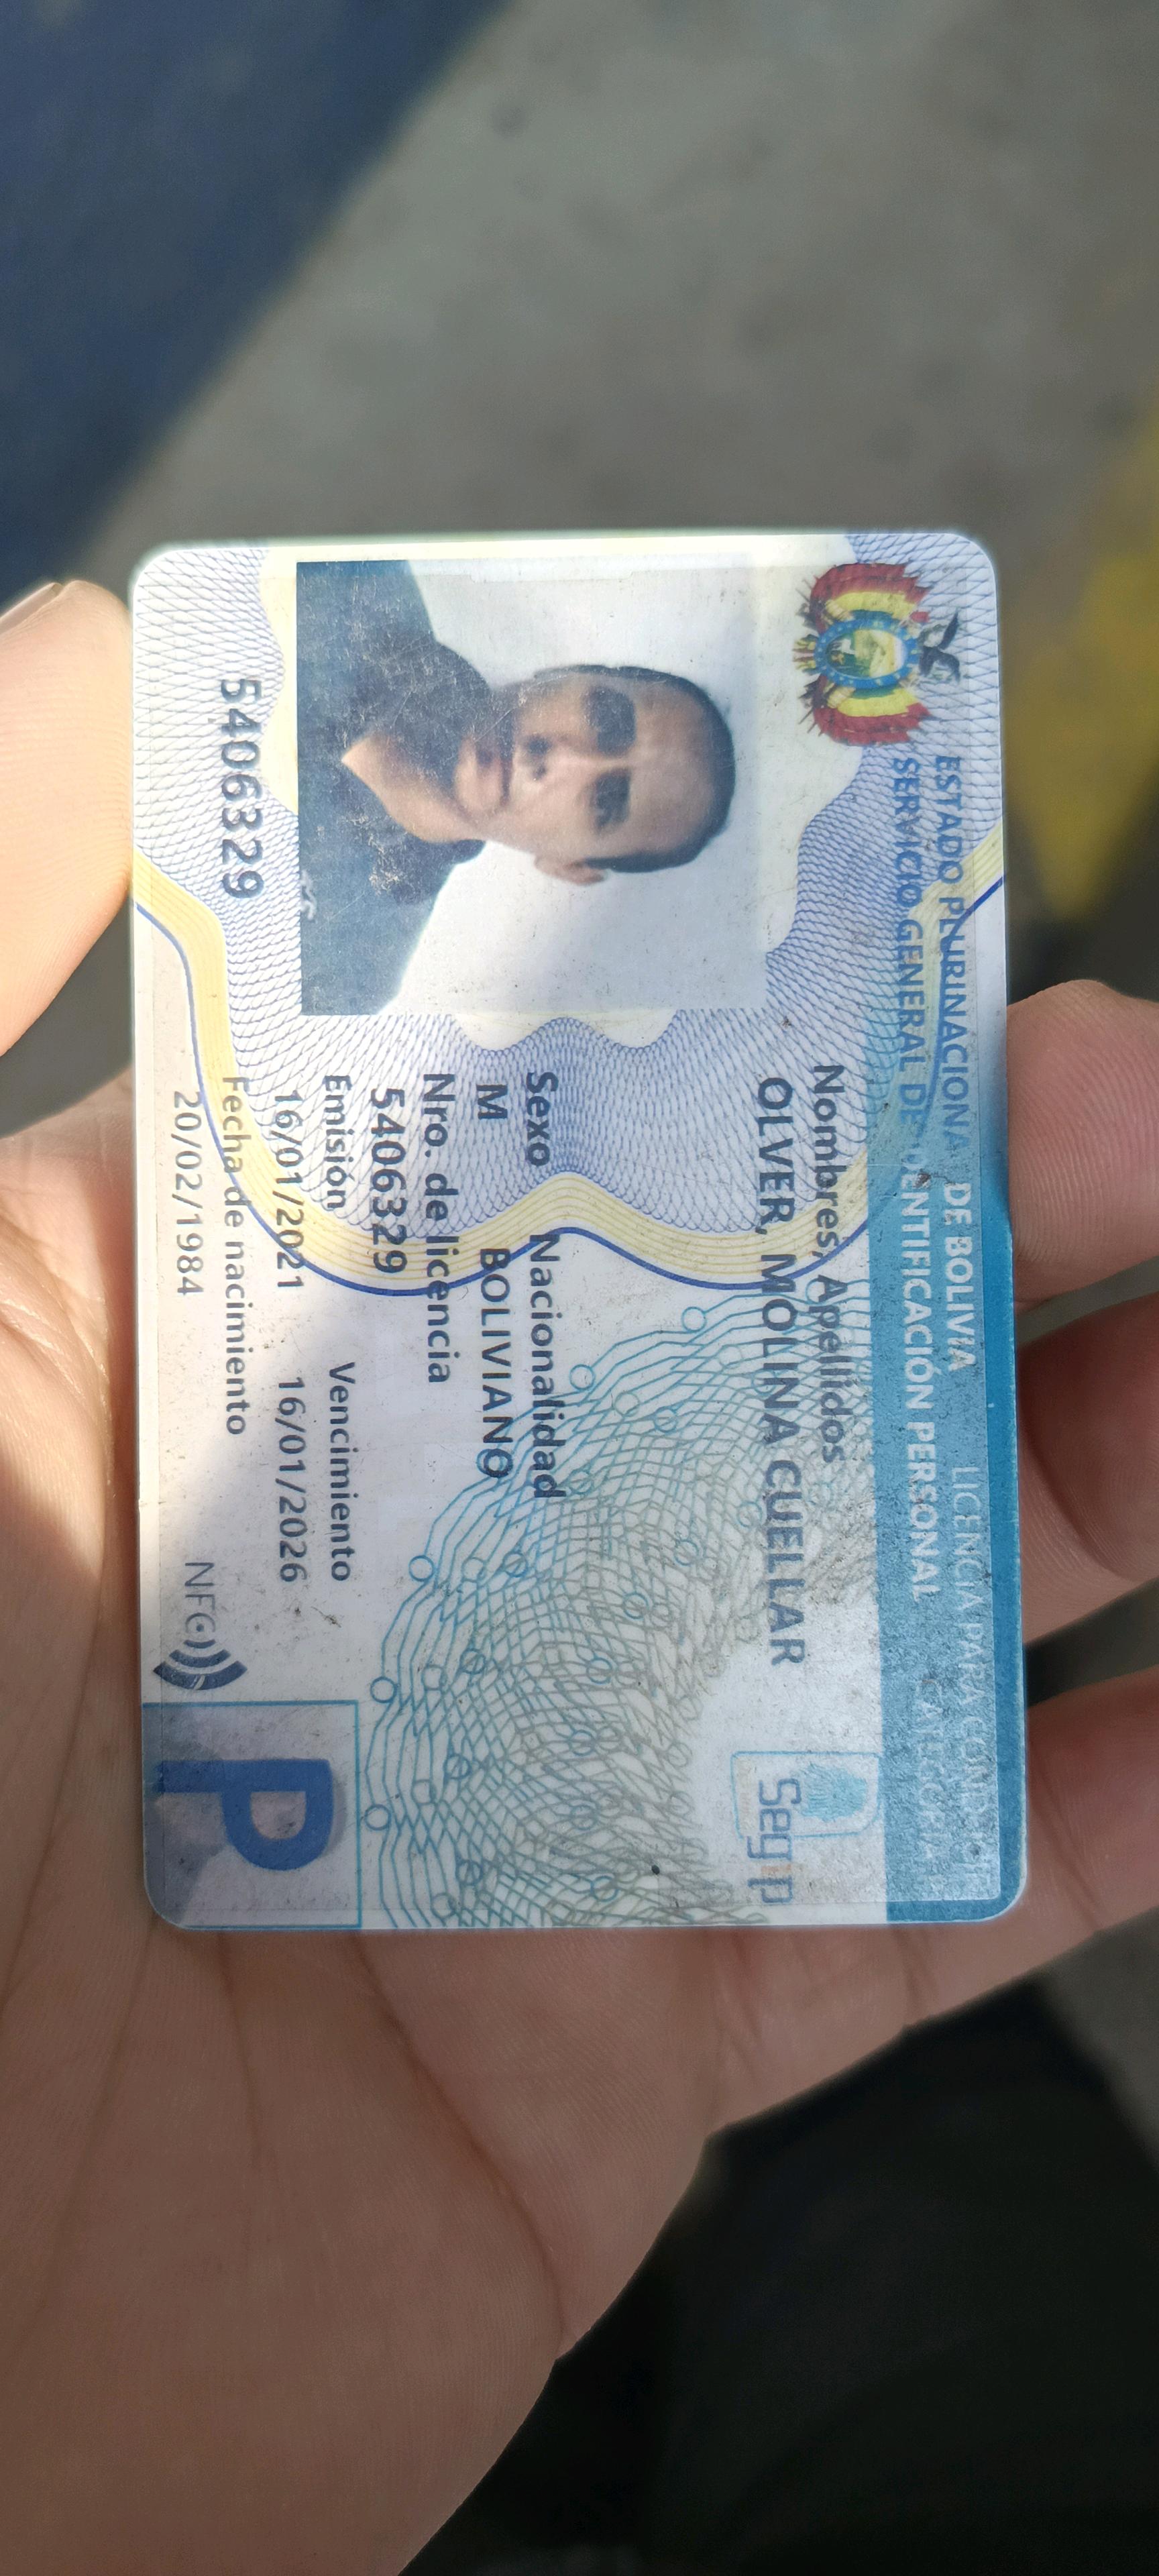 ESTADO PLURINACIONAL DE BOLIVIA
SERVICIO GENERAL DE IDENTIFICACIÓN PERSONAL
LICENCIA PARA CONDUCIR
CATEGORÍA
Nombres, Apellidos
OLVER, MOLINA CUELLAR
Segip
Sexo Nacionalidad
M BOLIVIANO
Nro. de licencia
5406329
Emisión Vencimiento
16/01/2021 16/01/2026
Fecha de nacimiento
20/02/1984
5406329
NFC
P